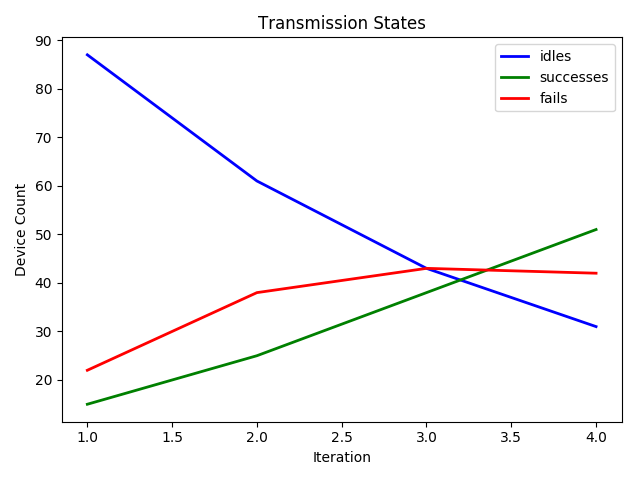 Transmission States
90
80
70
60
50
40
30
20
Device Count
idles
successes
fails
1.0 1.5 2.0 2.5 3.0 3.5 4.0
Iteration